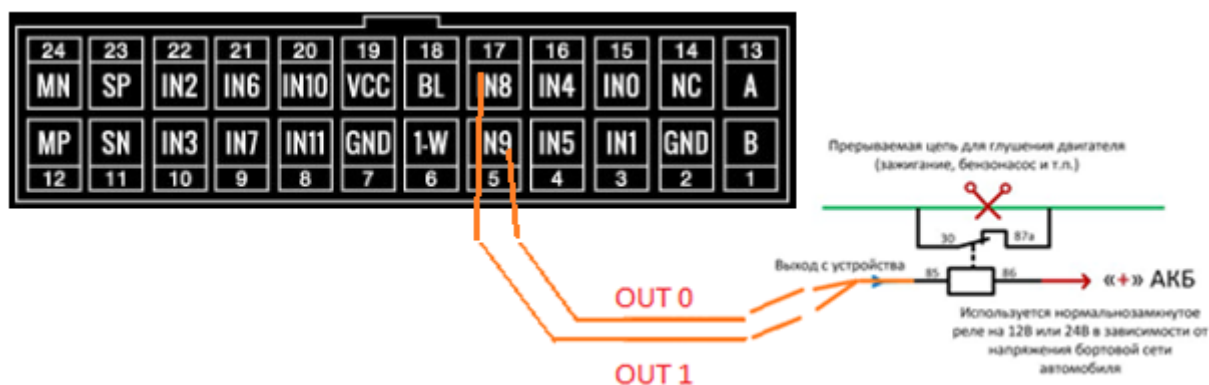 24 23 22 21 20 19 18 17 16 15 14 13
MN SP IN2 IN6 IN10 VCC BL IN8 IN4 IN0 NC A
MP SN IN3 IN7 IN11 GND 1-W IN9 IN5 IN1 GND B
12 11 10 9 8 7 6 5 4 3 2 1
Прерываемая цепь для глушения двигателя
(зажигание, бензонасос и т.п.)
30 87а
Выход с устройства
85 86 «+» АКБ
OUT 0
Используется нормальнозамкнутое
реле на 12В или 24В в зависимости от
напряжения бортовой сети
автомобиля
OUT 1